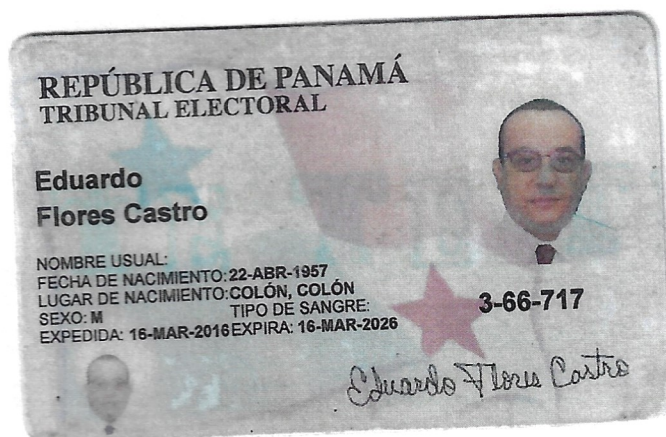 REPÚBLICA DE PANAMÁ
TRIBUNAL ELECTORAL
Eduardo
Flores Castro
NOMBRE USUAL:
FECHA DE NACIMIENTO: 22-ABR-1957
LUGAR DE NACIMIENTO: COLÓN, COLÓN
SEXO: M TIPO DE SANGRE:
EXPEDIDA: 16-MAR-2016 EXPIRA: 16-MAR-2026
3-66-717
Eduardo Flores Castro